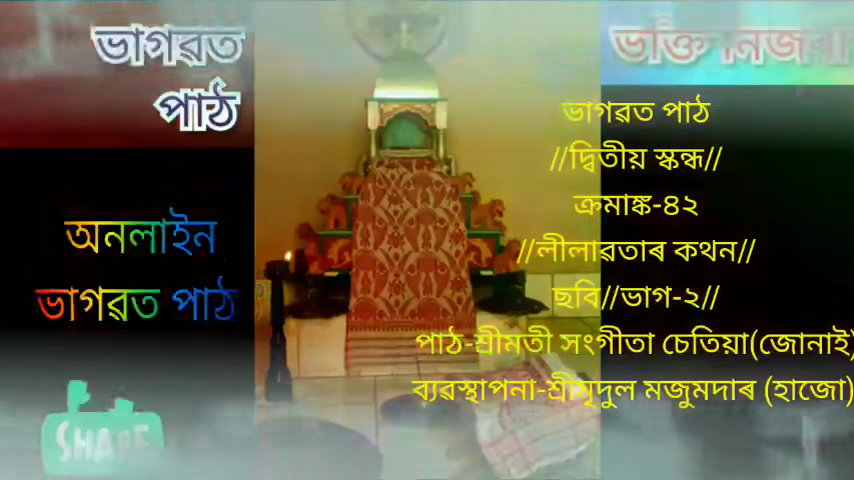 ভাগৱত
পাঠ
অনলাইন
ভাগৱত পাঠ
SHARE
ভাগৱত পাঠ
//দ্বিতীয় স্কন্ধ//
ক্ৰমাঙ্ক-৪২
//লীলাৱতাৰ কথন//
ছবি//ভাগ-২//
পাঠ-শ্ৰীমতী সংগীতা চেতিয়া(জোনাই)
ব্যৱস্থাপনা-শ্ৰীমৃদুল মজুমদাৰ (হাজো)